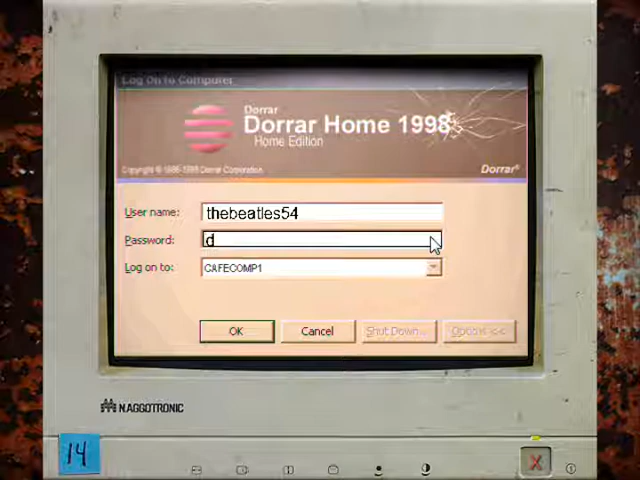 Log On to Computer
Dorrar
Dorrar Home 1998
Home Edition
Copyright © 1985-1998 Dorrar Corporation.
Dorrar®
User name: thebeatles54
Password: d
Log on to: CAFECOMP1
OK Cancel Shut Down... Options <<
NAGGOTRONIC
14